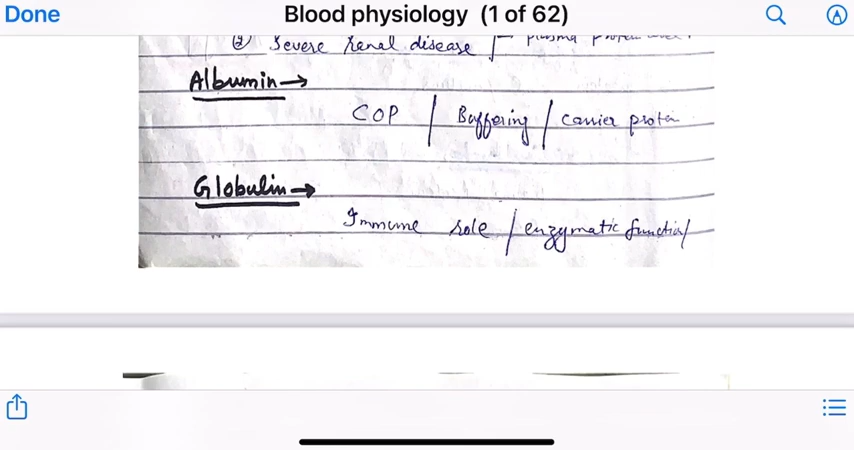 Done
Blood physiology (1 of 62)
② Severe renal disease
Albumin →
COP / Buffering / Carrier protein
Globulin →
Immune role / enzymatic function/